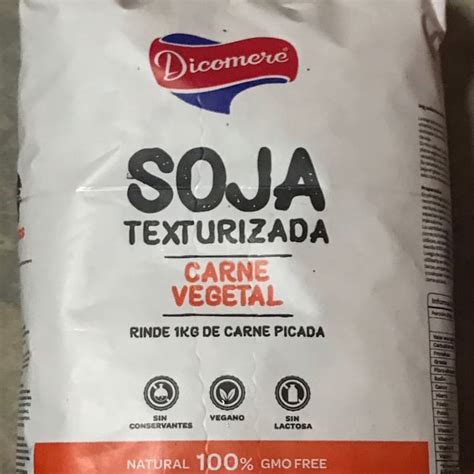 Dicomere®
SOJA
TEXTURIZADA
CARNE
VEGETAL
RINDE 1KG DE CARNE PICADA
SIN
CONSERVANTES
VEGANO
SIN
LACTOSA
NATURAL 100% GMO FREE